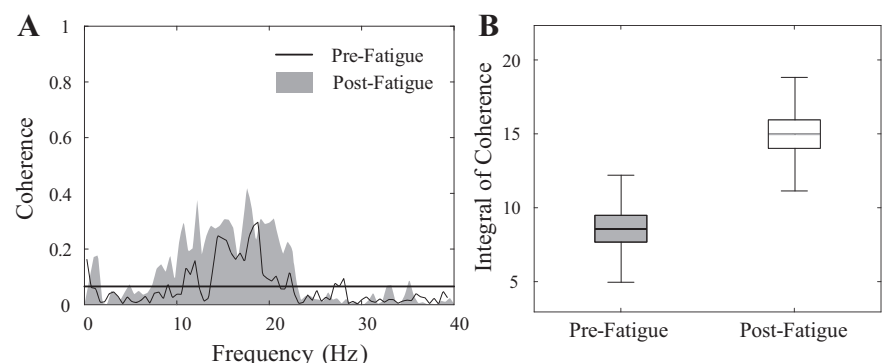 A
1
0.8
0.6
0.4
0.2
0
Coherence
Pre-Fatigue
Post-Fatigue
0 10 20 30 40
Frequency (Hz)
B
20
15
10
5
Integral of Coherence
Pre-Fatigue Post-Fatigue